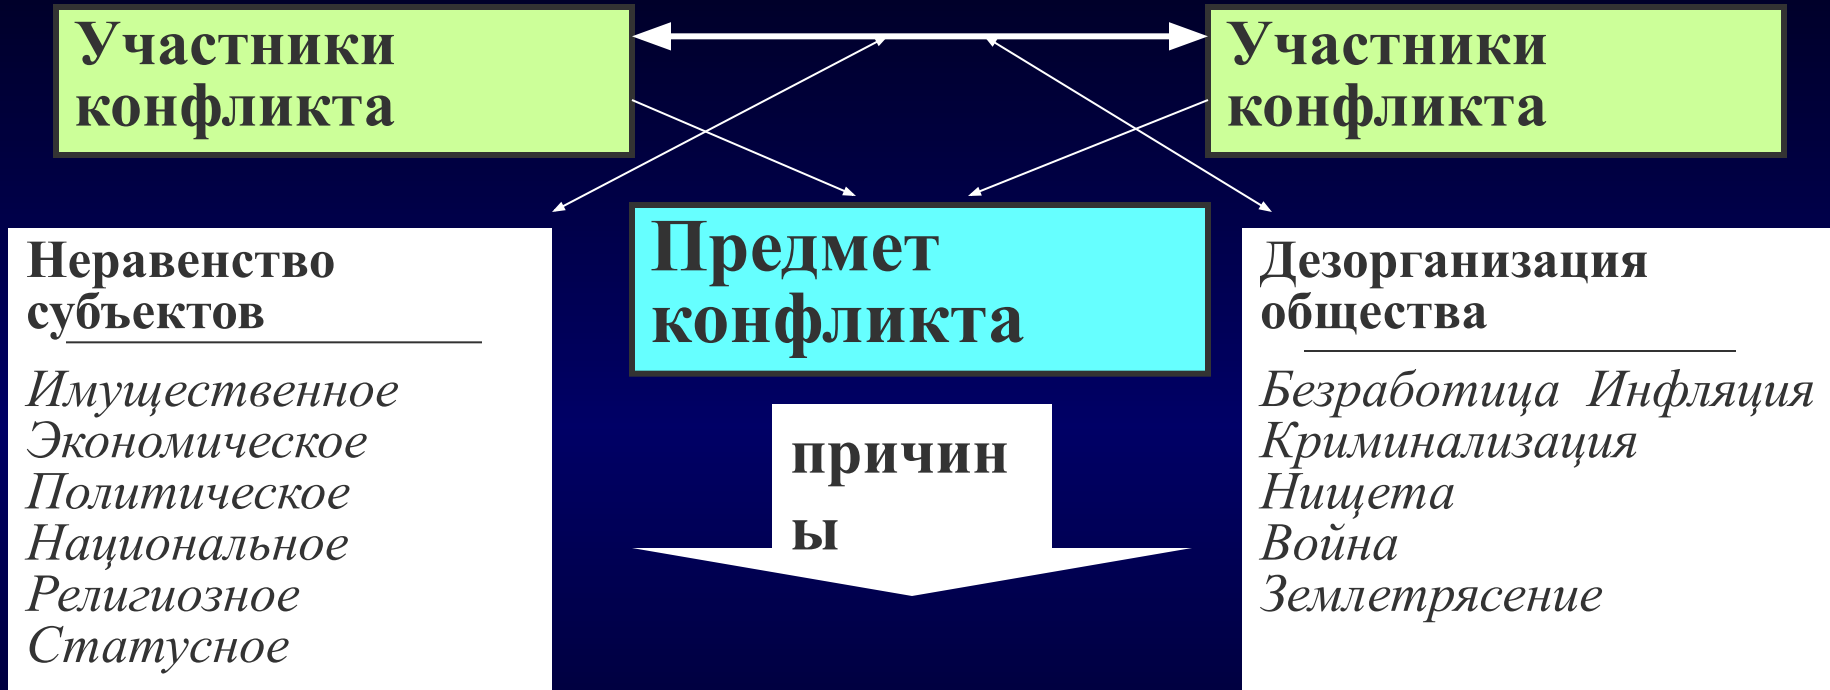 Участники
конфликта
Участники
конфликта
Неравенство
субъектов
Имущественное
Экономическое
Политическое
Национальное
Религиозное
Статусное
Предмет
конфликта
причин
ы
Дезорганизация
общества
Безработица Инфляция
Криминализация
Нищета
Война
Землетрясение